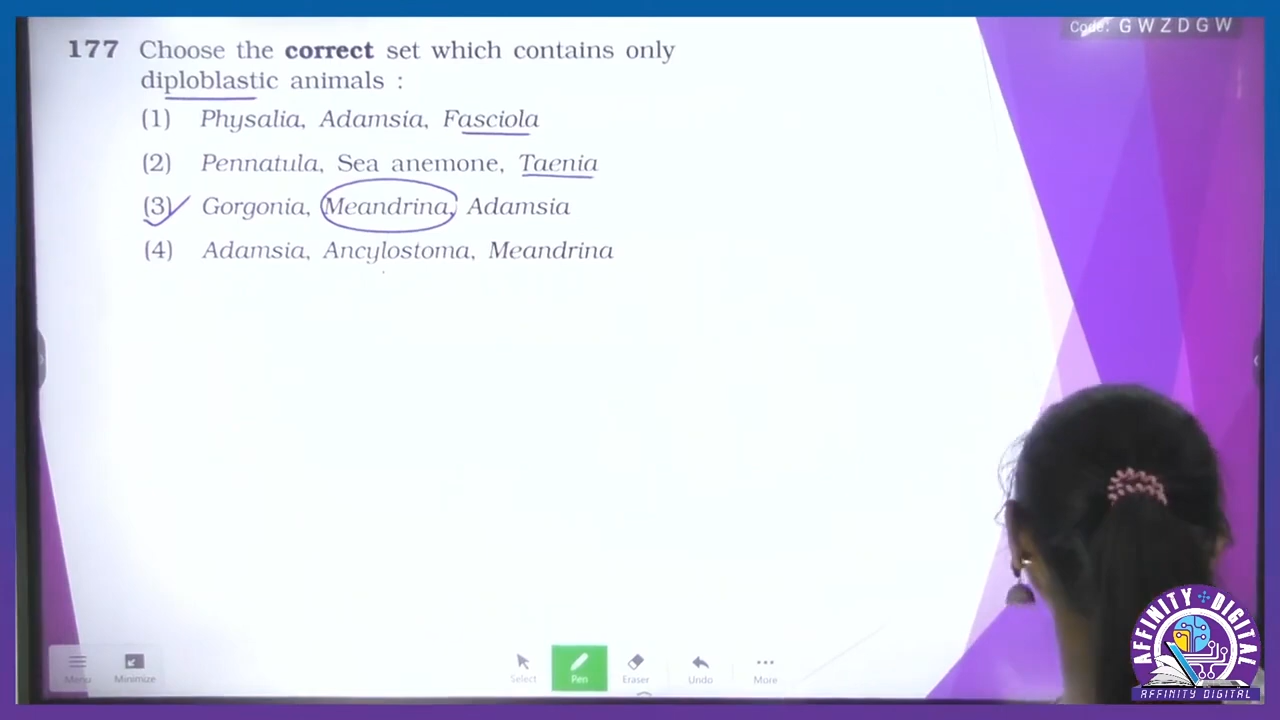 Code: G W Z D G W
177 Choose the correct set which contains only
diploblastic animals :
(1) Physalia, Adamsia, Fasciola
(2) Pennatula, Sea anemone, Taenia
(3) Gorgonia, Meandrina, Adamsia
(4) Adamsia, Ancylostoma, Meandrina
Menu Minimize Select Pen Eraser Undo More
AFFINITY DIGITAL
AFFINITY DIGITAL